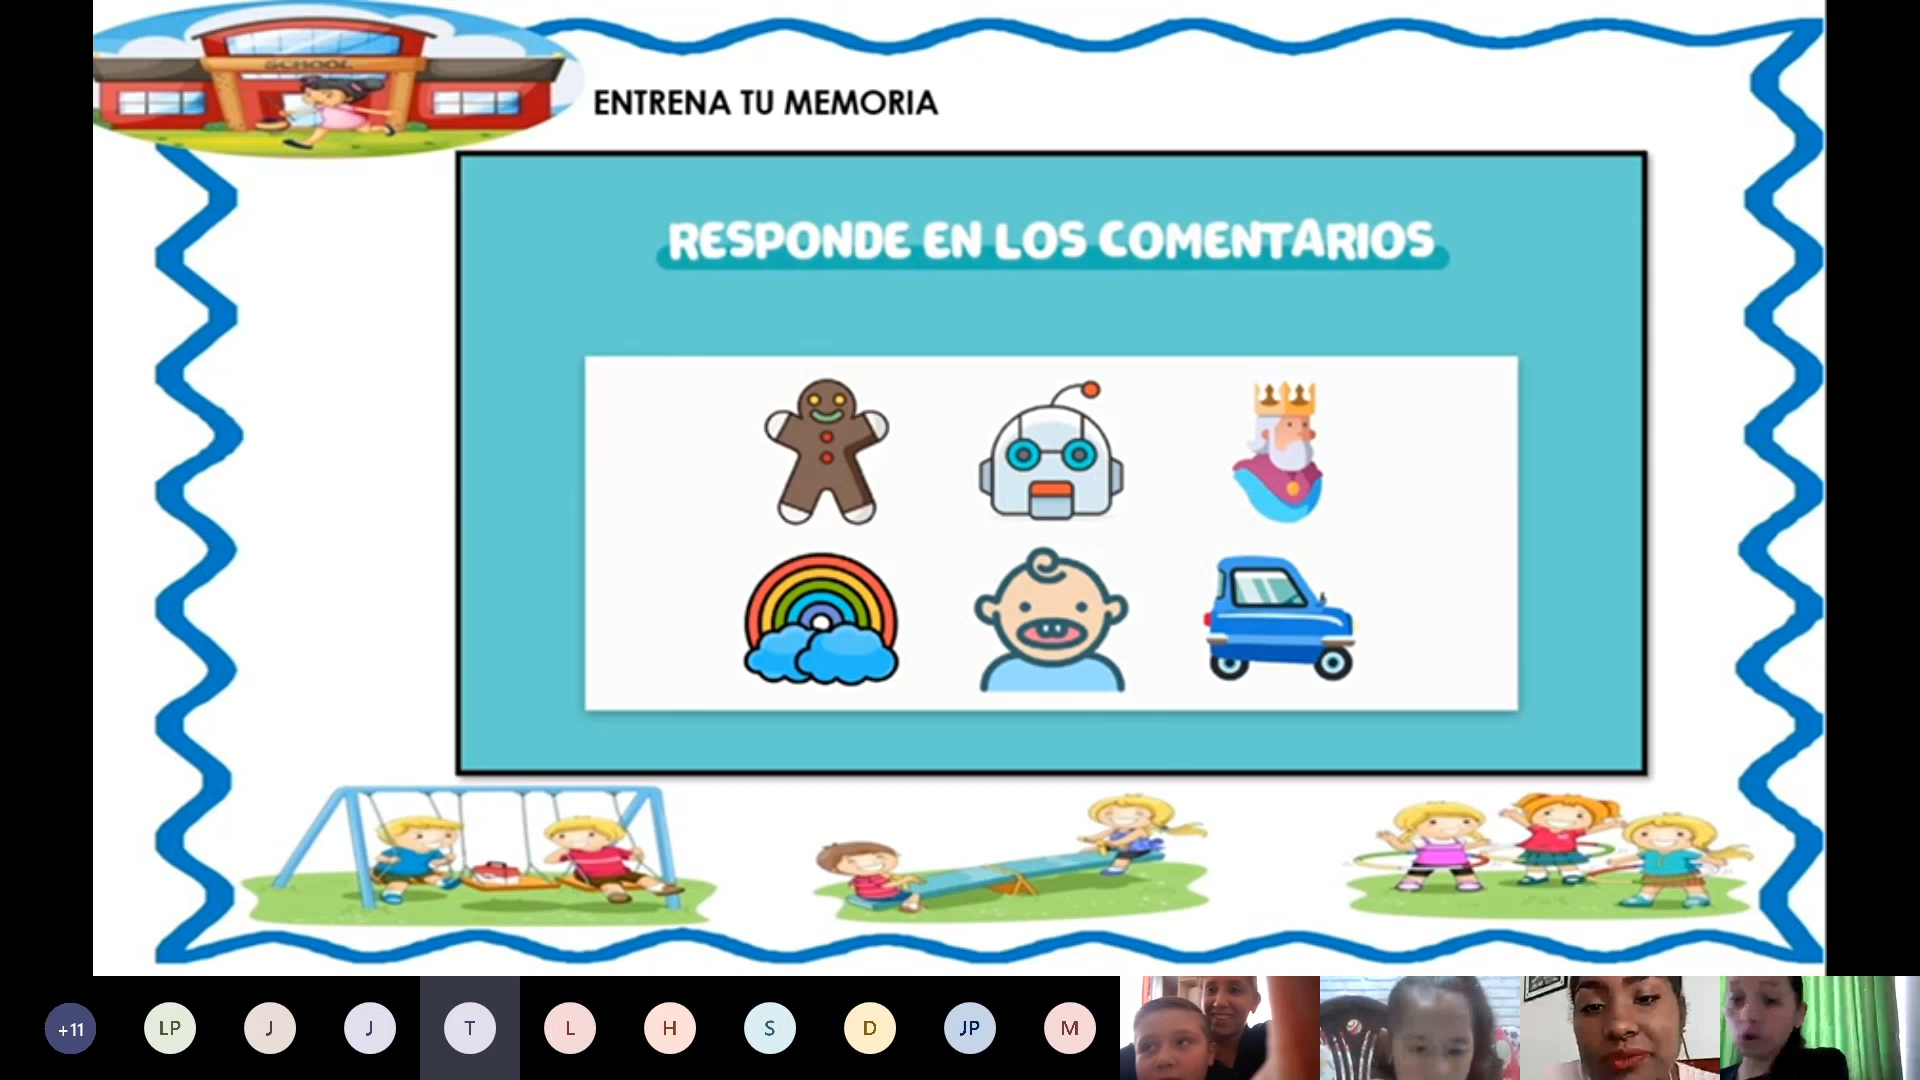 SCHOOL
ENTRENA TU MEMORIA
RESPONDE EN LOS COMENTARIOS
+11
LP
J
J
T
L
H
S
D
JP
M